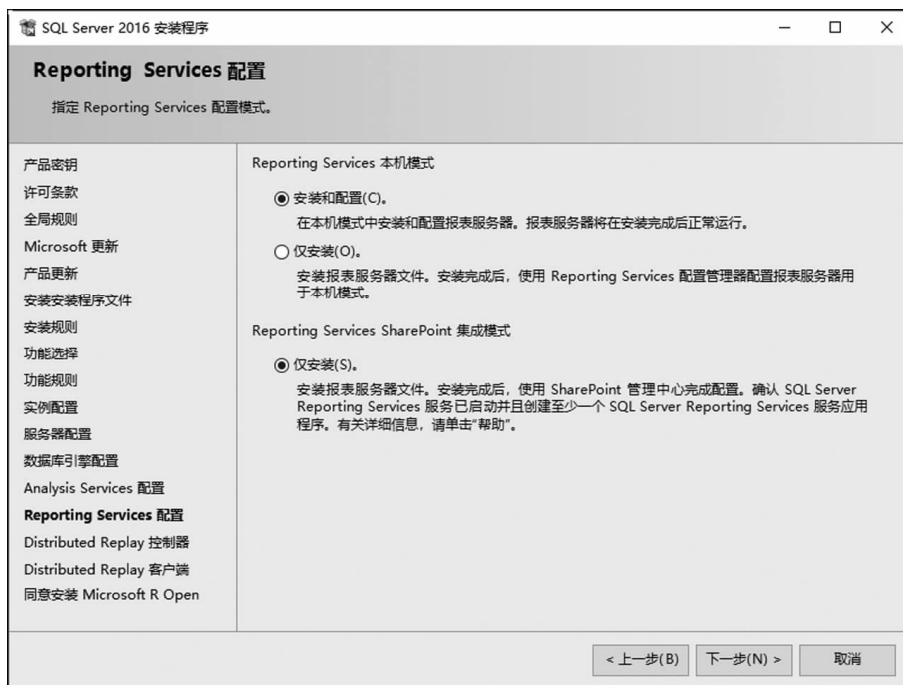 SQL Server 2016 安装程序
Reporting Services 配置
指定 Reporting Services 配置模式。
产品密钥
许可条款
全局规则
Microsoft 更新
产品更新
安装安装程序文件
安装规则
功能选择
功能规则
实例配置
服务器配置
数据库引擎配置
Analysis Services 配置
Reporting Services 配置
Distributed Replay 控制器
Distributed Replay 客户端
同意安装 Microsoft R Open
Reporting Services 本机模式
安装和配置(C)。
在本机模式中安装和配置报表服务器。报表服务器将在安装完成后正常运行。
仅安装(O)。
安装报表服务器文件。安装完成后，使用 Reporting Services 配置管理器配置报表服务器用
于本机模式。
Reporting Services SharePoint 集成模式
仅安装(S)。
安装报表服务器文件。安装完成后，使用 SharePoint 管理中心完成配置。确认 SQL Server
Reporting Services 服务已启动并且创建至少一个 SQL Server Reporting Services 服务应用
程序。有关详细信息，请单击"帮助"。
< 上一步(B)
下一步(N) >
取消